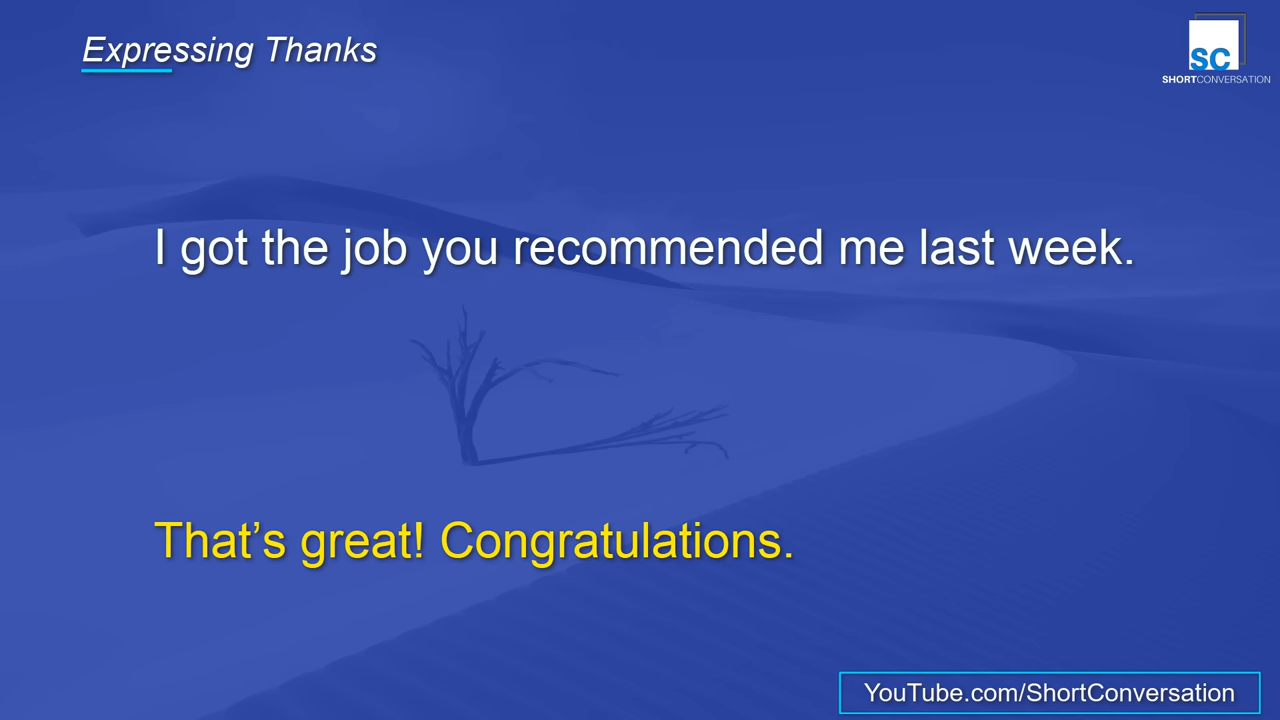 Expressing Thanks
SC
SHORTCONVERSATION
I got the job you recommended me last week.
That’s great! Congratulations.
YouTube.com/ShortConversation